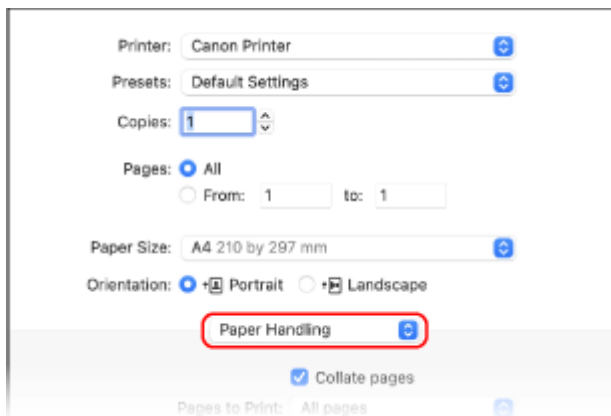 Printer: Canon Printer
Presets: Default Settings
Copies: 1
Pages: All
From: 1 to: 1
Paper Size: A4 210 by 297 mm
Orientation: Portrait Landscape
Paper Handling
Collate pages
Pages to Print: All pages